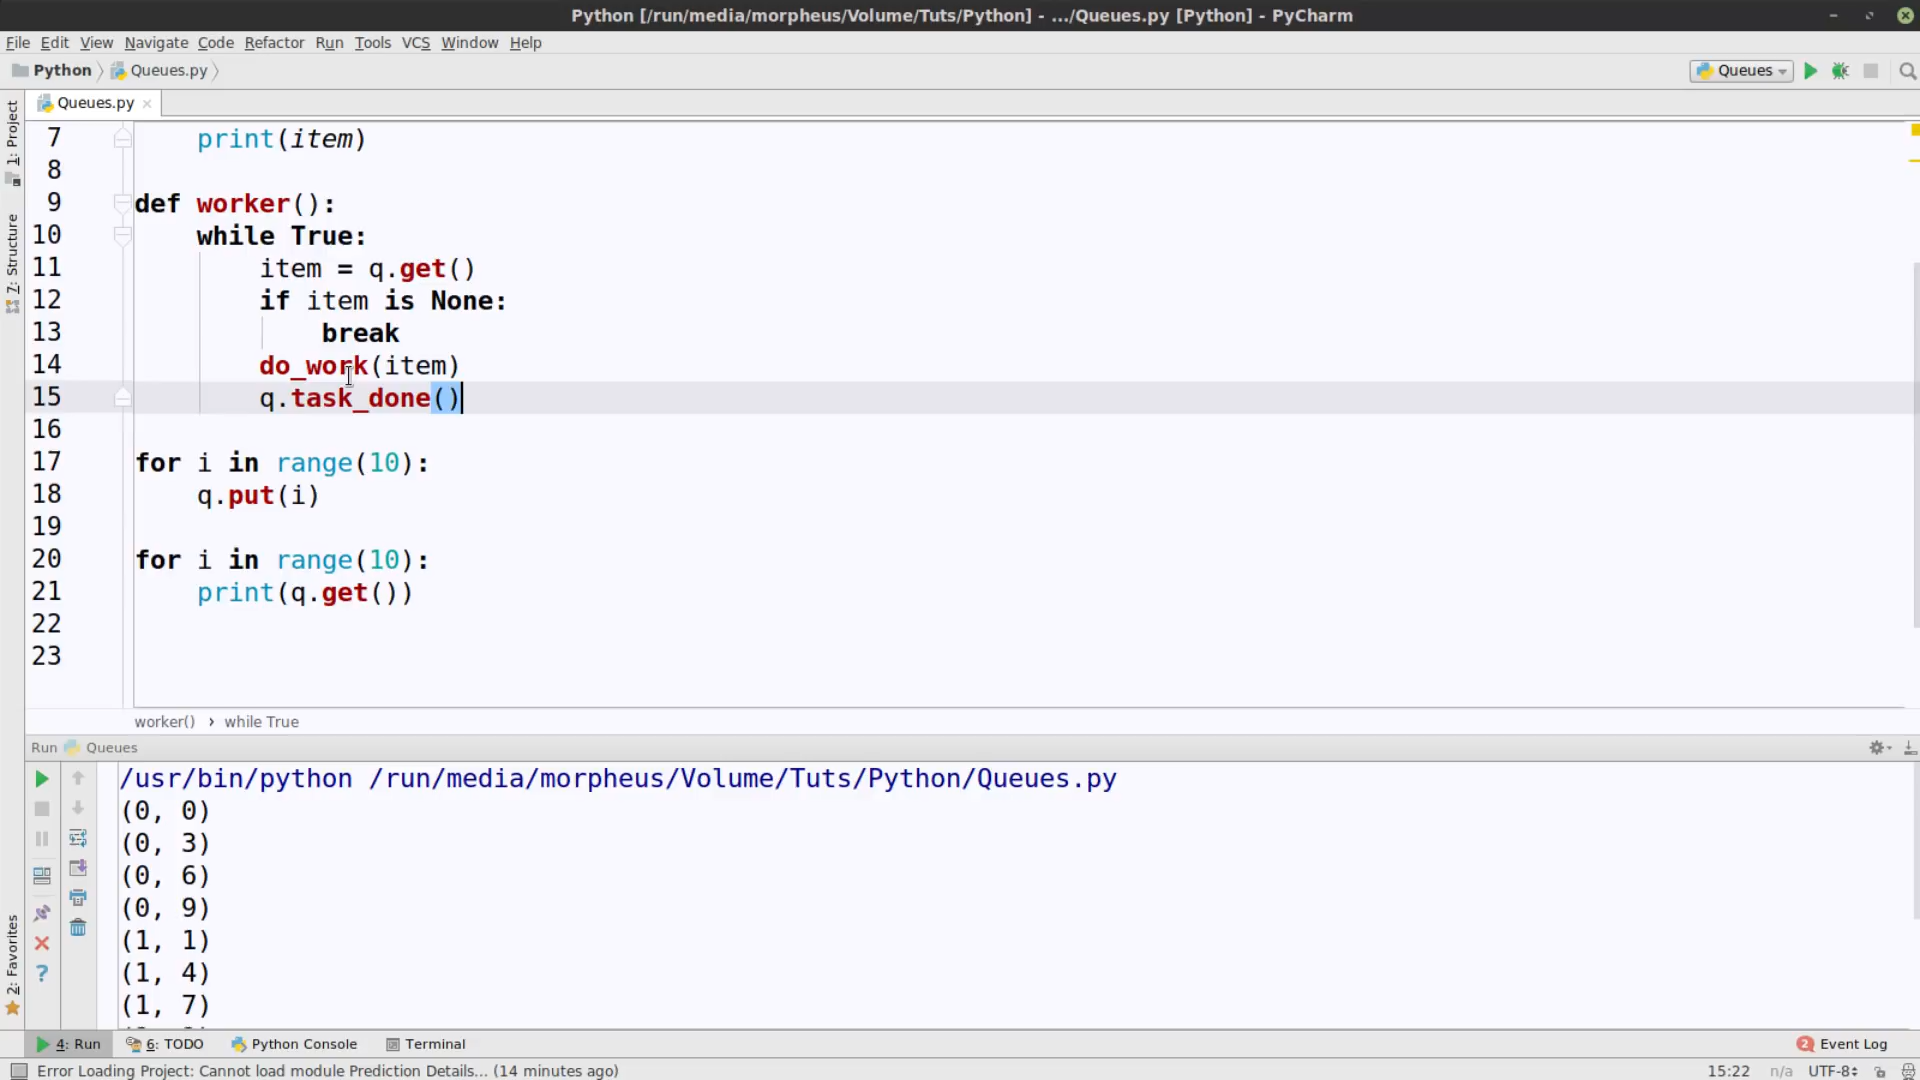 Python [/run/media/morpheus/Volume/Tuts/Python] - .../Queues.py [Python] - PyCharm
File Edit View Navigate Code Refactor Run Tools VCS Window Help
Python Queues.py
Queues
Queues.py
1: Project
7: Structure
2: Favorites
7 print(item)
8
9 def worker():
10 while True:
11 item = q.get()
12 if item is None:
13 break
14 do_work(item)
15 q.task_done()
16
17 for i in range(10):
18 q.put(i)
19
20 for i in range(10):
21 print(q.get())
22
23
worker() › while True
Run Queues
/usr/bin/python /run/media/morpheus/Volume/Tuts/Python/Queues.py
(0, 0)
(0, 3)
(0, 6)
(0, 9)
(1, 1)
(1, 4)
(1, 7)
4: Run 6: TODO Python Console Terminal 2 Event Log
Error Loading Project: Cannot load module Prediction Details... (14 minutes ago) 15:22 n/a UTF-8